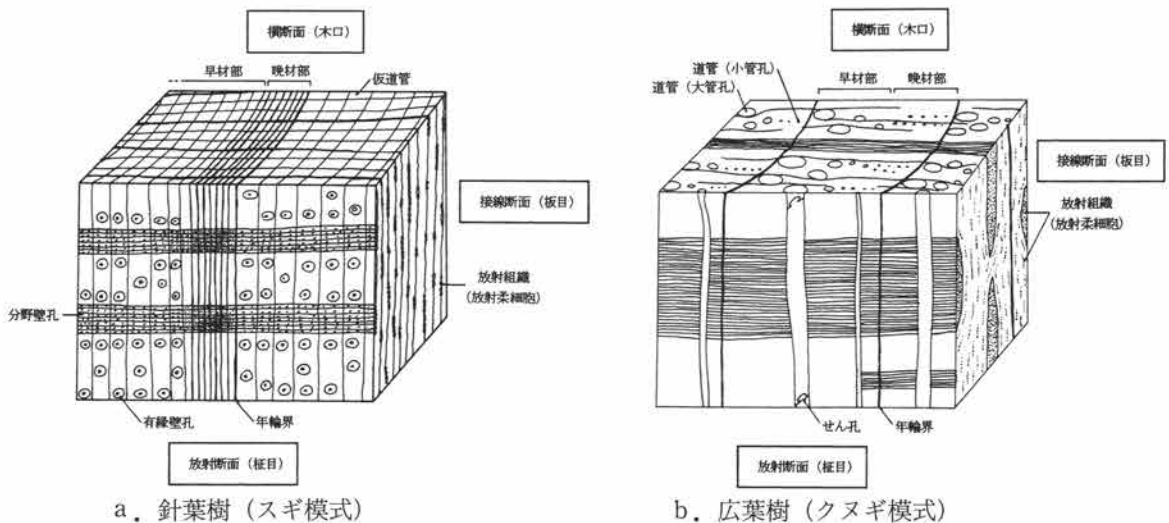 横断面(木口)
早材部
晩材部
仮道管
接線断面(板目)
放射組織
(放射柔細胞)
分野壁孔
有縁壁孔
年輪界
放射断面(柾目)
a. 針葉樹(スギ模式)
横断面(木口)
道管(小管孔)
道管(大管孔)
早材部
晩材部
接線断面(板目)
放射組織
(放射柔細胞)
せん孔
年輪界
放射断面(柾目)
b. 広葉樹(クヌギ模式)